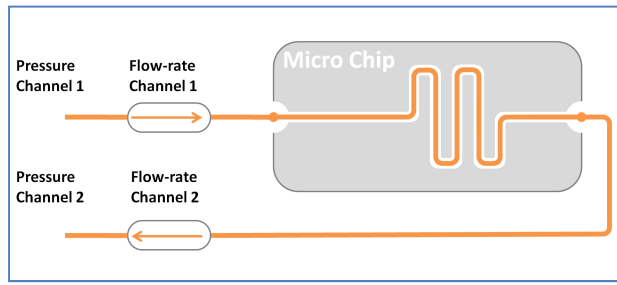 Micro Chip
Pressure
Channel 1
Flow-rate
Channel 1
Pressure
Channel 2
Flow-rate
Channel 2